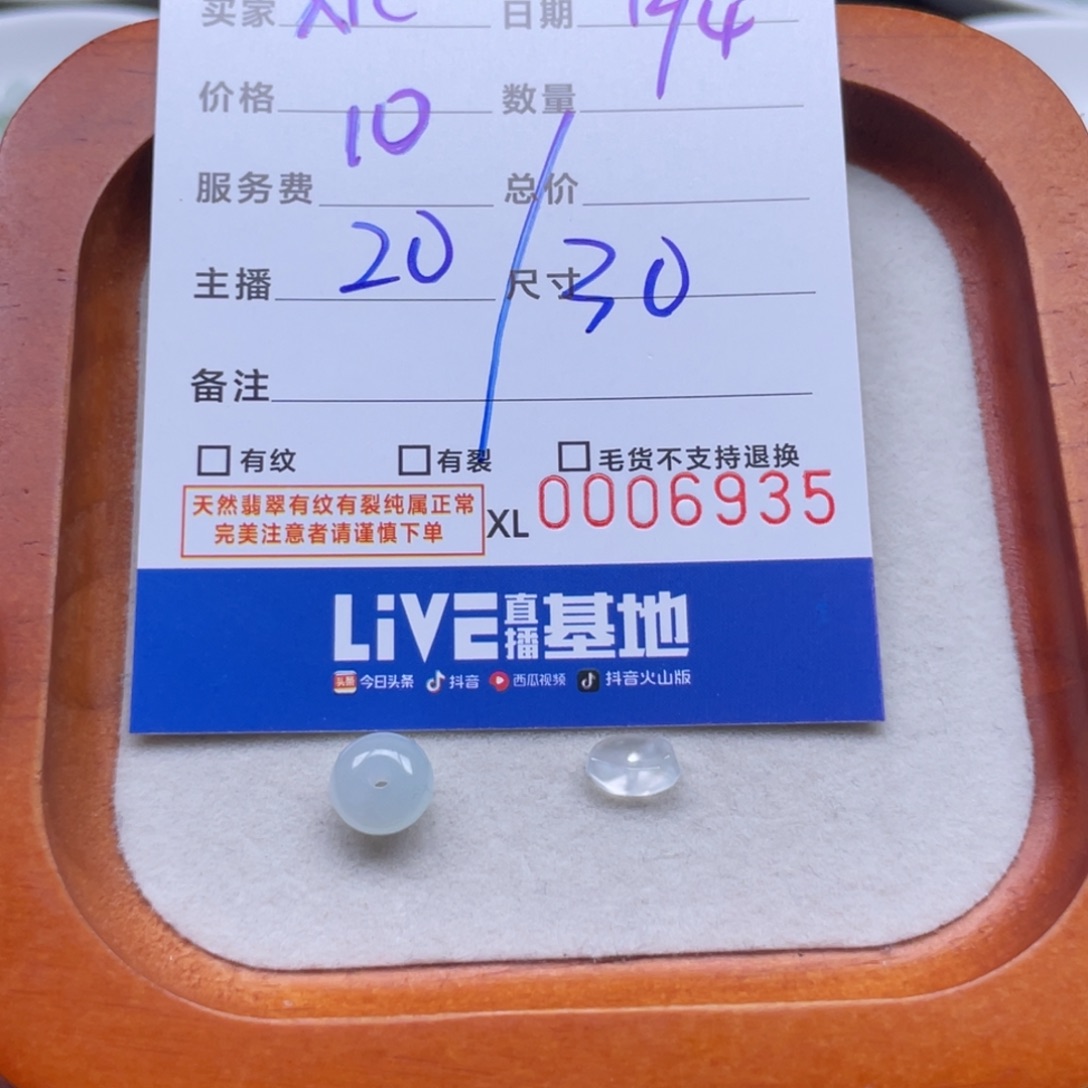 买家 日期 194
价格 10 数量
服务费 总价
主播 20 尺寸 30
备注
有纹 有裂 毛货不支持退换
天然翡翠有纹有裂纯属正常
完美注意者请谨慎下单
XL 0006935
LiVE直播基地
头条 今日头条 抖音 西瓜视频 抖音火山版